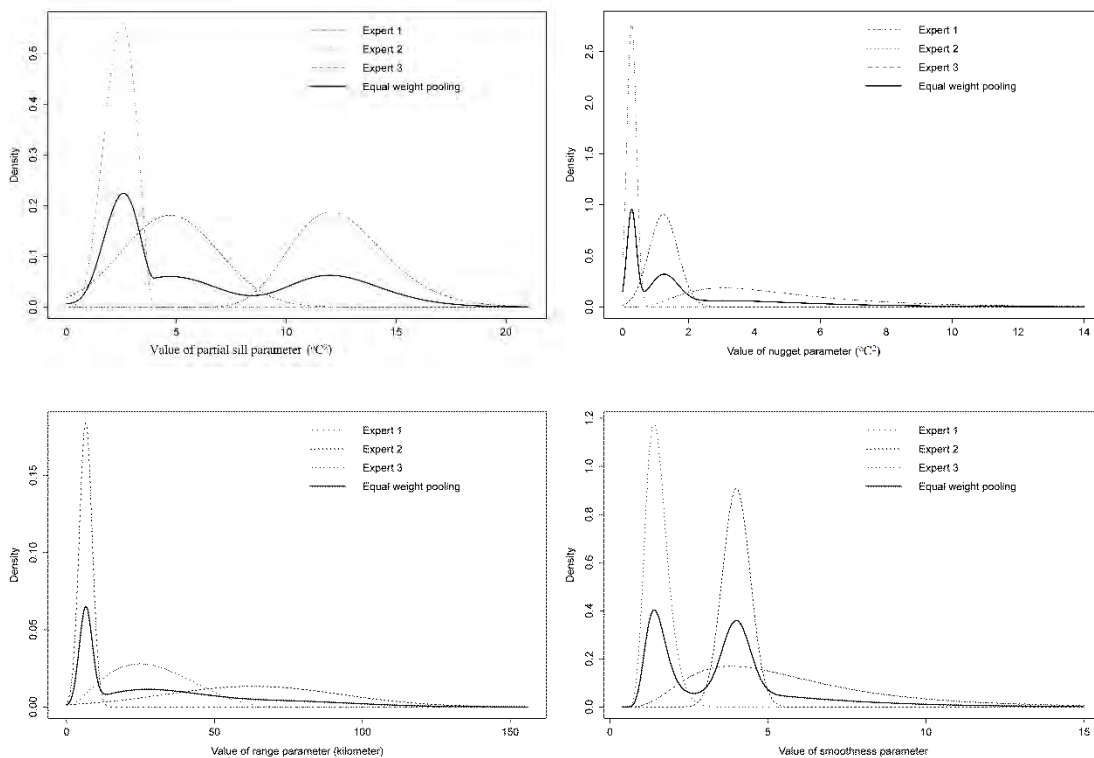 Expert 1
Expert 2
Expert 3
Equal weight pooling
Density
0.0 0.1 0.2 0.3 0.4 0.5
0 5 10 15 20
Value of partial sill parameter (°C²)
Expert 1
Expert 2
Expert 3
Equal weight pooling
Density
0.0 0.5 1.0 1.5 2.0 2.5
0 2 4 6 8 10 12 14
Value of nugget parameter (°C²)
Expert 1
Expert 2
Expert 3
Equal weight pooling
Density
0.00 0.05 0.10 0.15
0 50 100 150
Value of range parameter (kilometer)
Expert 1
Expert 2
Expert 3
Equal weight pooling
Density
0.0 0.2 0.4 0.6 0.8 1.0 1.2
0 5 10 15
Value of smoothness parameter